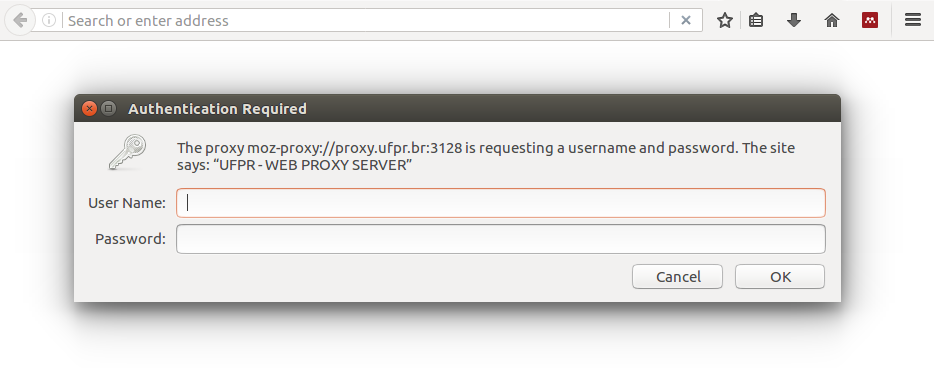 Search or enter address
Authentication Required
The proxy moz-proxy://proxy.ufpr.br:3128 is requesting a username and password. The site
says: “UFPR - WEB PROXY SERVER”
User Name:
Password:
Cancel
OK